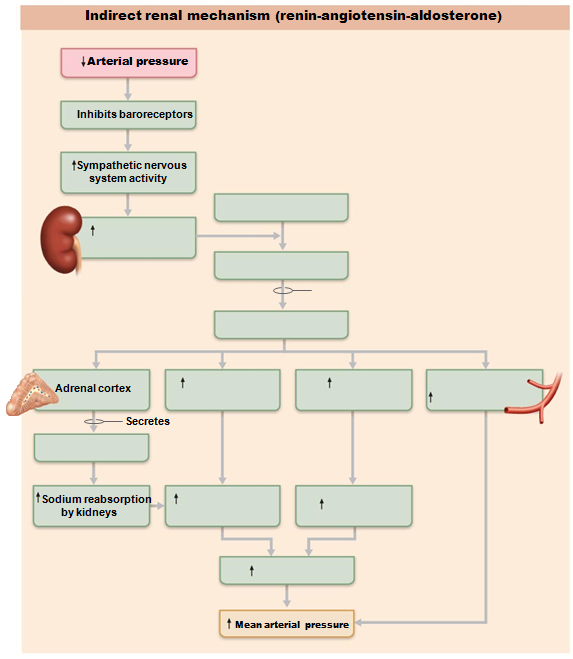 Indirect renal mechanism (renin-angiotensin-aldosterone)
↓Arterial pressure
Inhibits baroreceptors
↑Sympathetic nervous
system activity
↑
↑
↑
↑
Adrenal cortex
Secretes
↑Sodium reabsorption
by kidneys
↑
↑
↑
↑ Mean arterial pressure